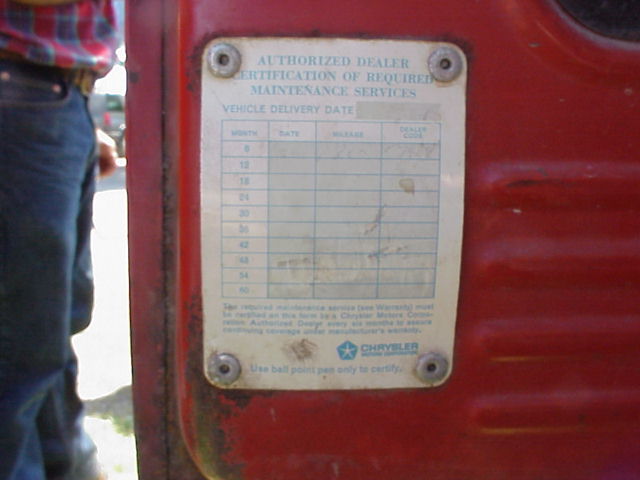 AUTHORIZED DEALER
CERTIFICATION OF REQUIRED
MAINTENANCE SERVICES
VEHICLE DELIVERY DATE
MONTH DATE MILEAGE DEALER CODE
6
12
18
24
30
36
42
48
54
60
The required maintenance service (see Warranty) must
be certified on this form by a Chrysler Motors Corpo-
ration Authorized Dealer every six months to assure
continuing coverage under manufacturer's warranty.
CHRYSLER
MOTORS CORPORATION
Use ball point pen only to certify.